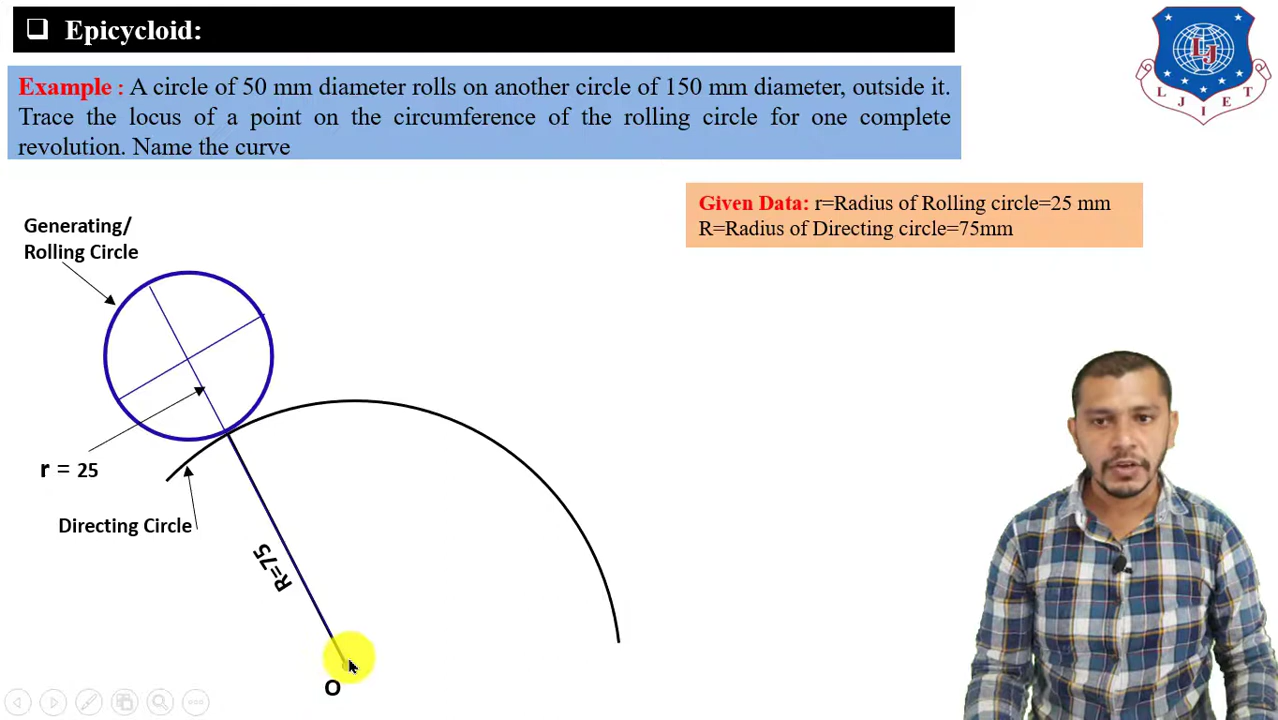 ❑ Epicycloid:
Example : A circle of 50 mm diameter rolls on another circle of 150 mm diameter, outside it.
Trace the locus of a point on the circumference of the rolling circle for one complete
revolution. Name the curve
LJ
LJIET
Given Data: r=Radius of Rolling circle=25 mm
R=Radius of Directing circle=75mm
Generating/
Rolling Circle
r = 25
Directing Circle
R=75
O